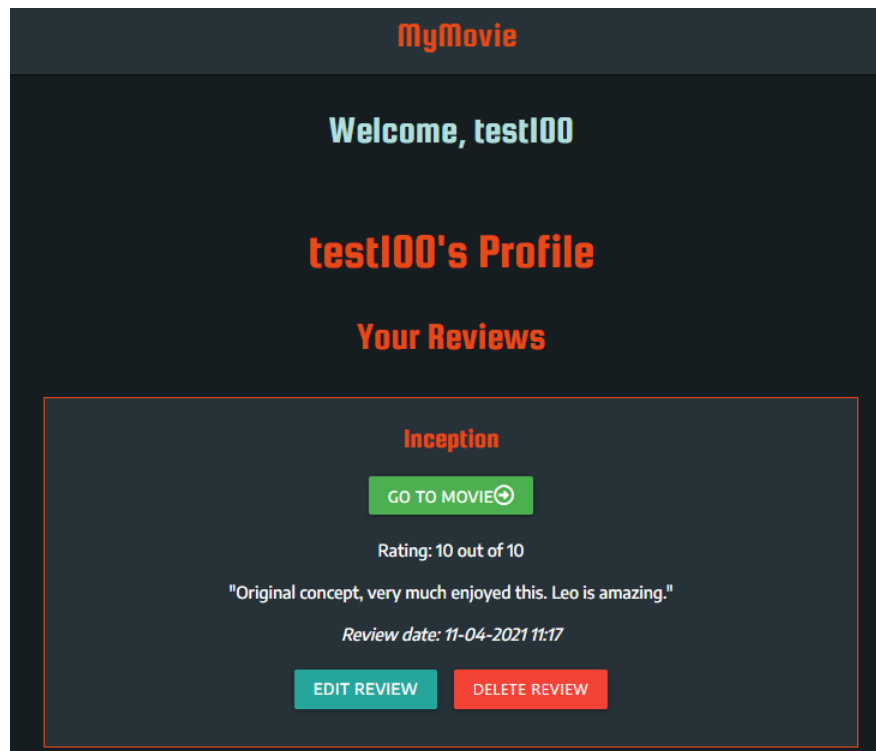 MyMovie
Welcome, test100
test100's Profile
Your Reviews
Inception
GO TO MOVIE
Rating: 10 out of 10
"Original concept, very much enjoyed this. Leo is amazing."
Review date: 11-04-2021 11:17
EDIT REVIEW DELETE REVIEW